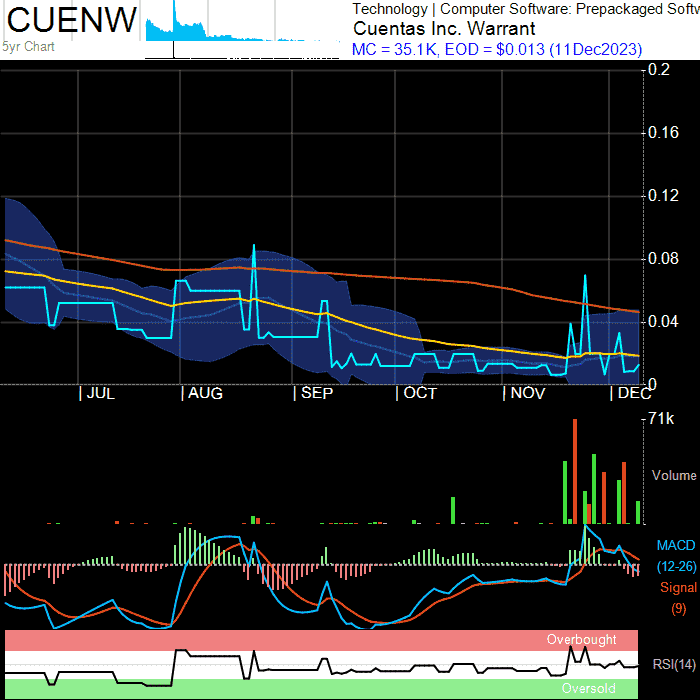 CUENW
Technology | Computer Software: Prepackaged Softw
Cuentas Inc. Warrant
5yr Chart
MC = 35.1K, EOD = $0.013 (11Dec2023)
0.2
0.16
0.12
0.08
0.04
0
| JUL
| AUG
| SEP
| OCT
| NOV
| DEC
71k
Volume
MACD
(12-26)
Signal
(9)
Overbought
RSI(14)
Oversold